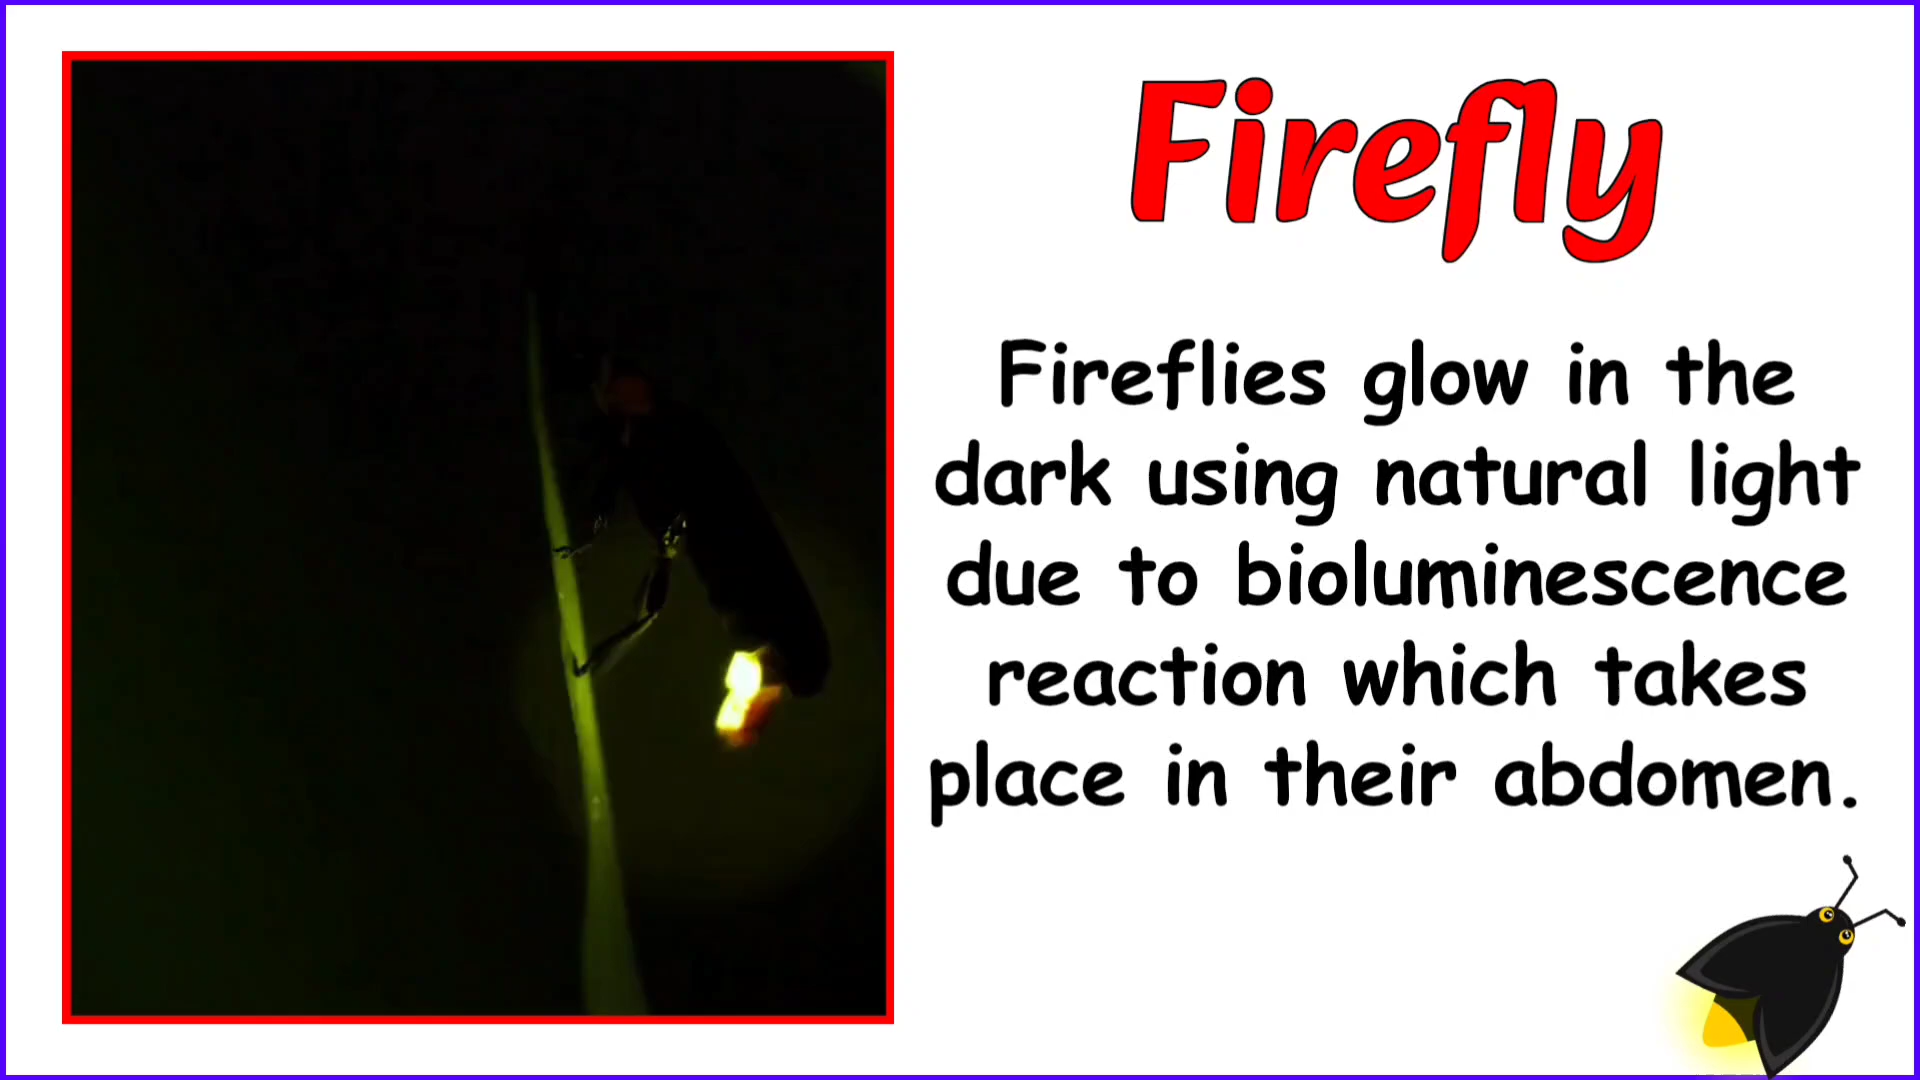 Firefly
Fireflies glow in the
dark using natural light
due to bioluminescence
reaction which takes
place in their abdomen.